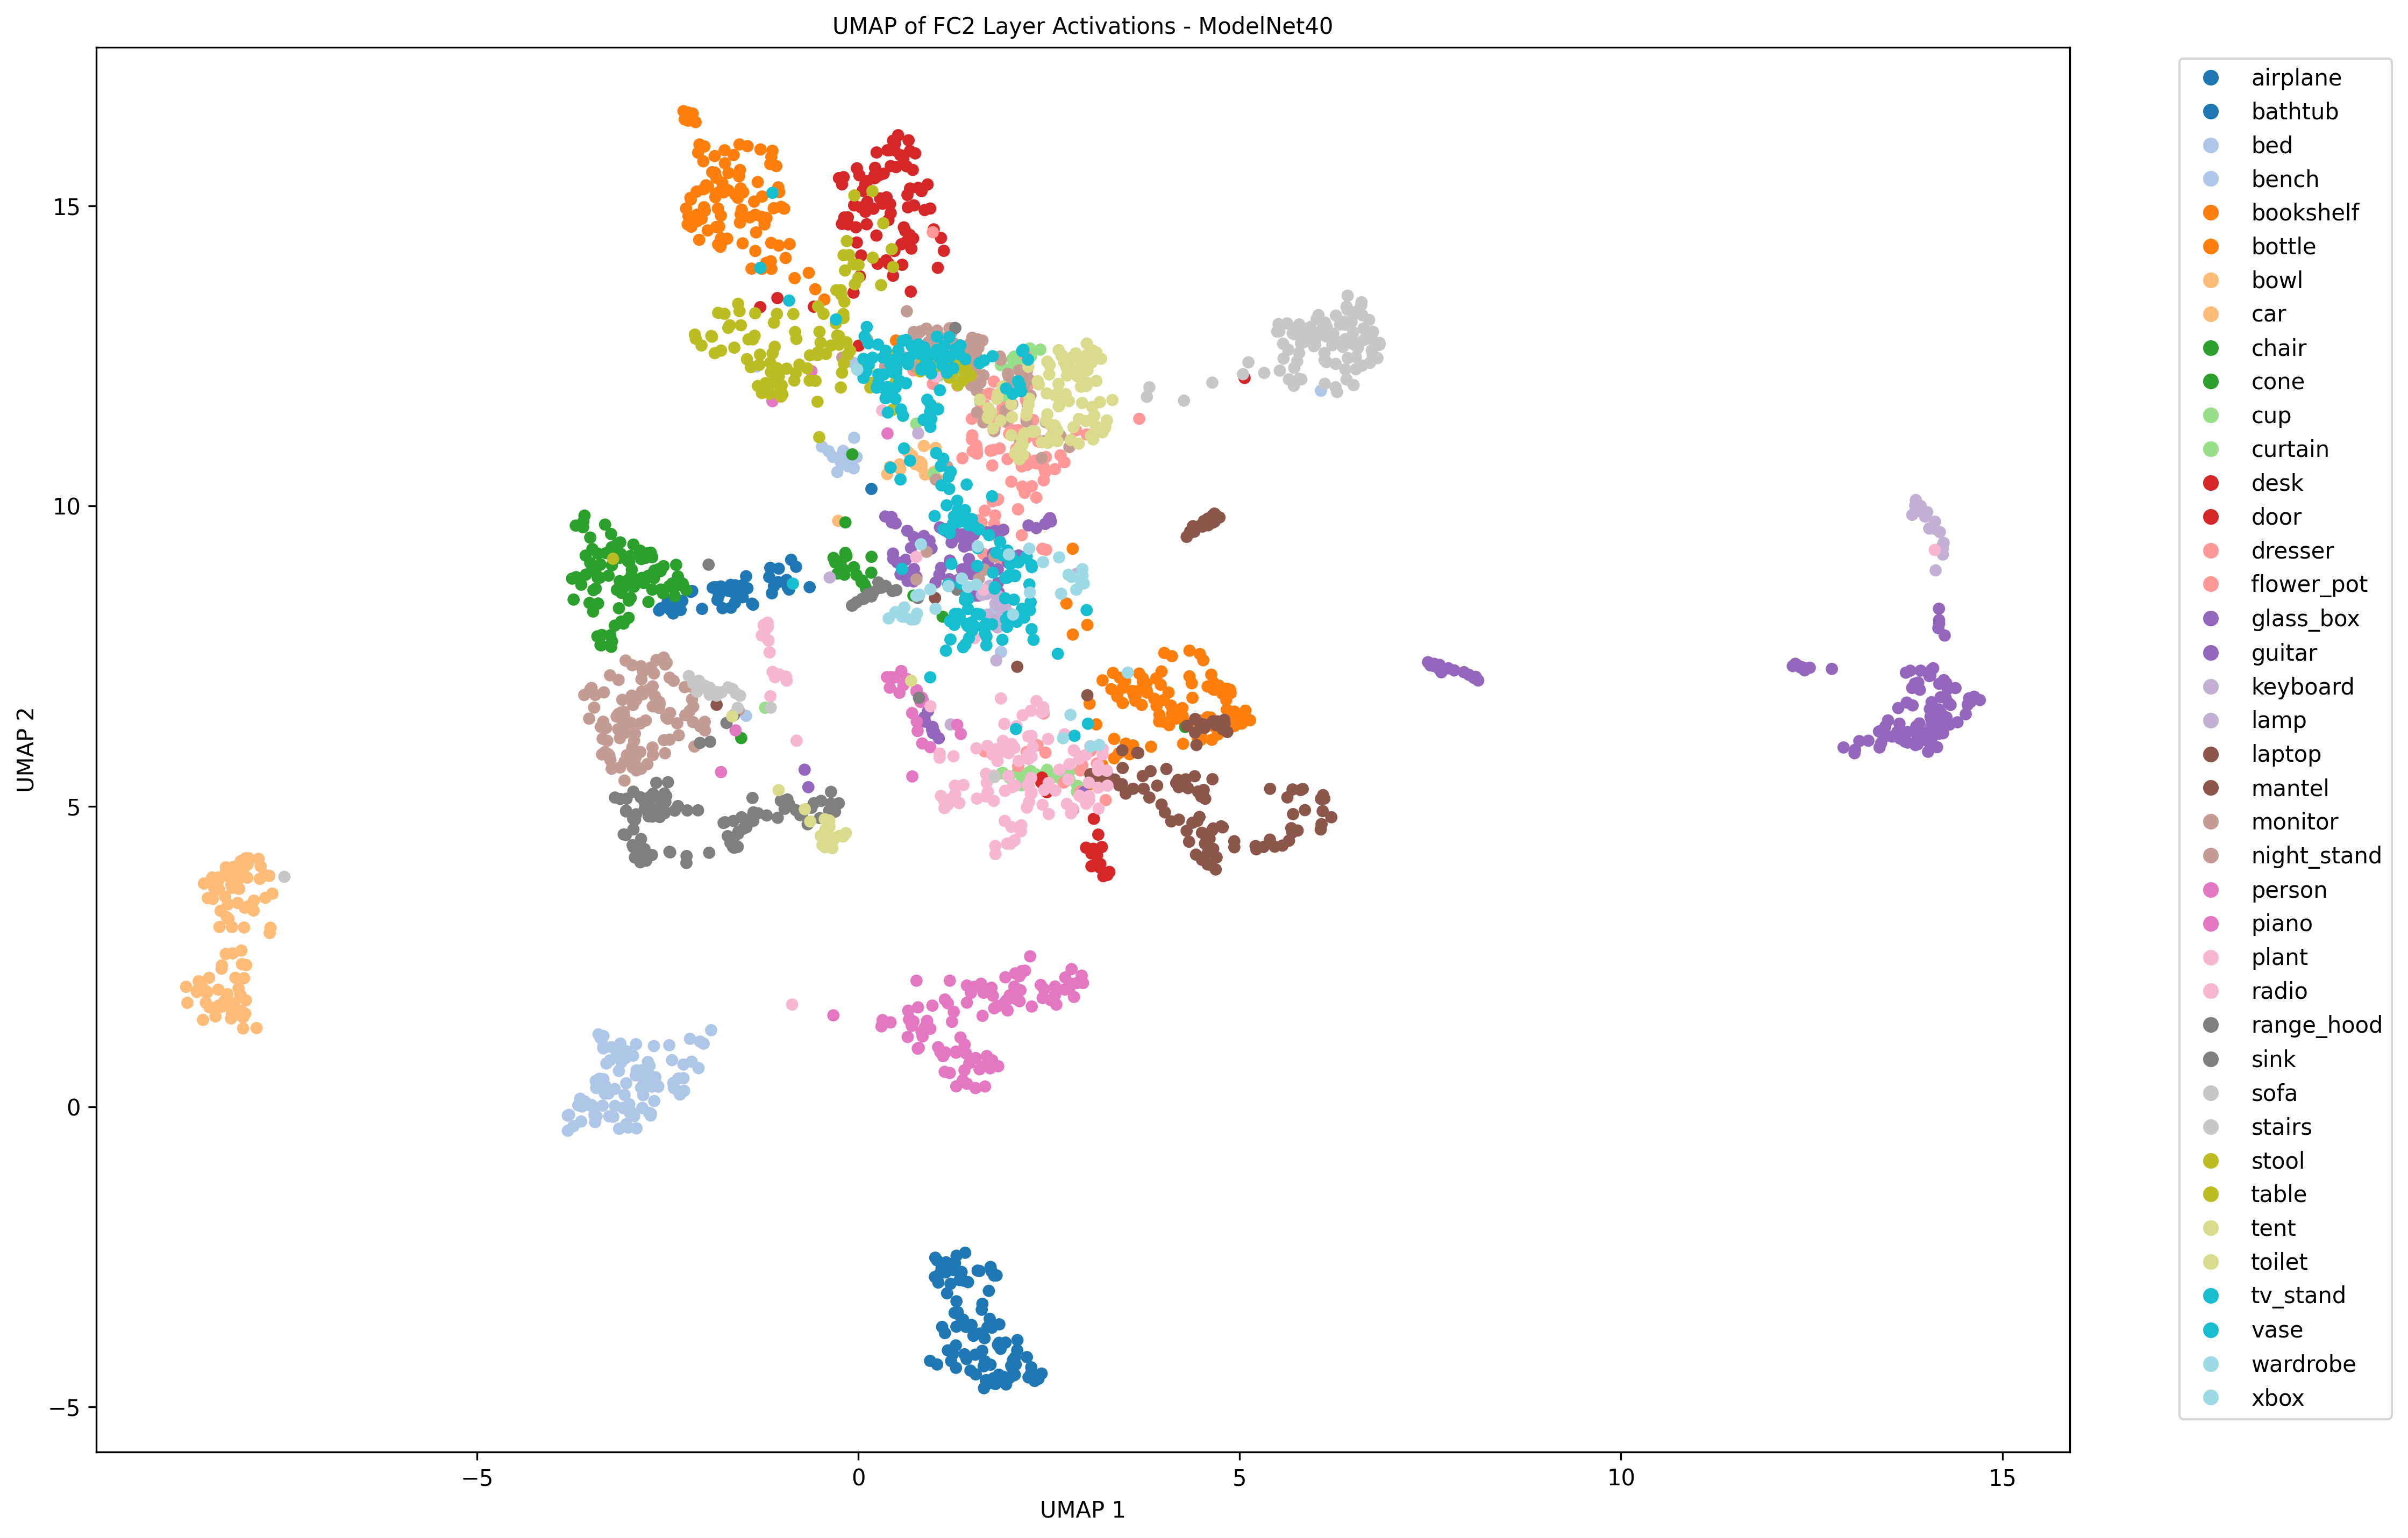 UMAP of FC2 Layer Activations - ModelNet40
UMAP 2
15
10
5
0
−5
−5
0
5
10
15
UMAP 1
airplane
bathtub
bed
bench
bookshelf
bottle
bowl
car
chair
cone
cup
curtain
desk
door
dresser
flower_pot
glass_box
guitar
keyboard
lamp
laptop
mantel
monitor
night_stand
person
piano
plant
radio
range_hood
sink
sofa
stairs
stool
table
tent
toilet
tv_stand
vase
wardrobe
xbox